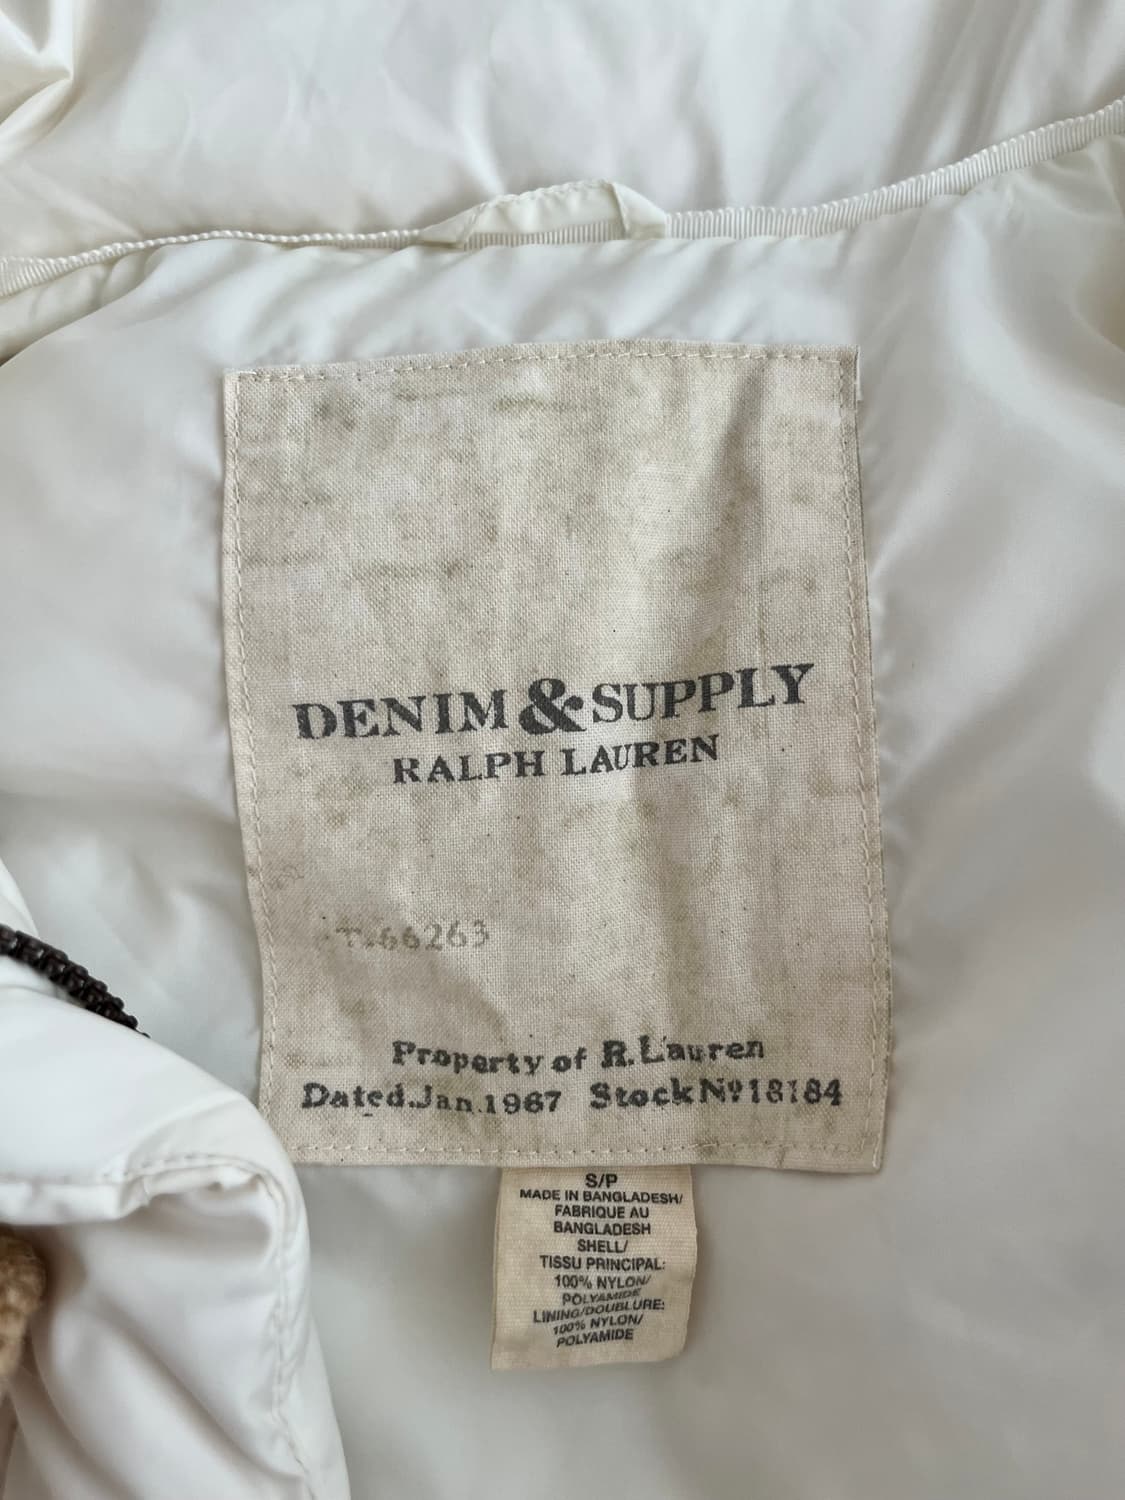 DENIM & SUPPLY
RALPH LAUREN
T-66263
Property of R. Lauren
Dated.Jan.1967 Stock Nº 18184
S/P
MADE IN BANGLADESH/
FABRIQUE AU
BANGLADESH
SHELL/
TISSU PRINCIPAL:
100% NYLON/
POLYAMIDE
LINING/DOUBLURE:
100% NYLON/
POLYAMIDE